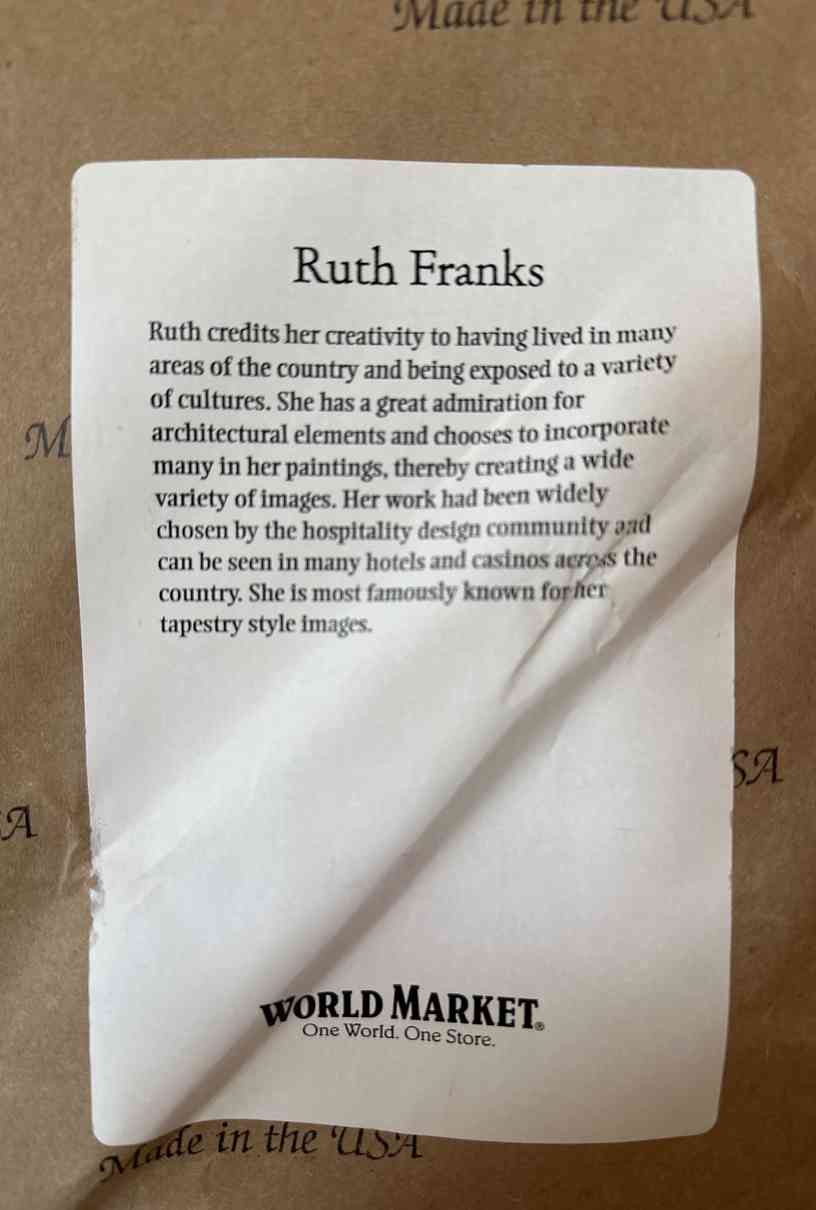 Made in the USA
Ruth Franks
Ruth credits her creativity to having lived in many
areas of the country and being exposed to a variety
of cultures. She has a great admiration for
architectural elements and chooses to incorporate
M
many in her paintings, thereby creating a wide
variety of images. Her work had been widely
chosen by the hospitality design community and
can be seen in many hotels and casinos across the
country. She is most famously known for her
tapestry style images.
SA
A
WORLD MARKET®
One World. One Store.
Made in the USA